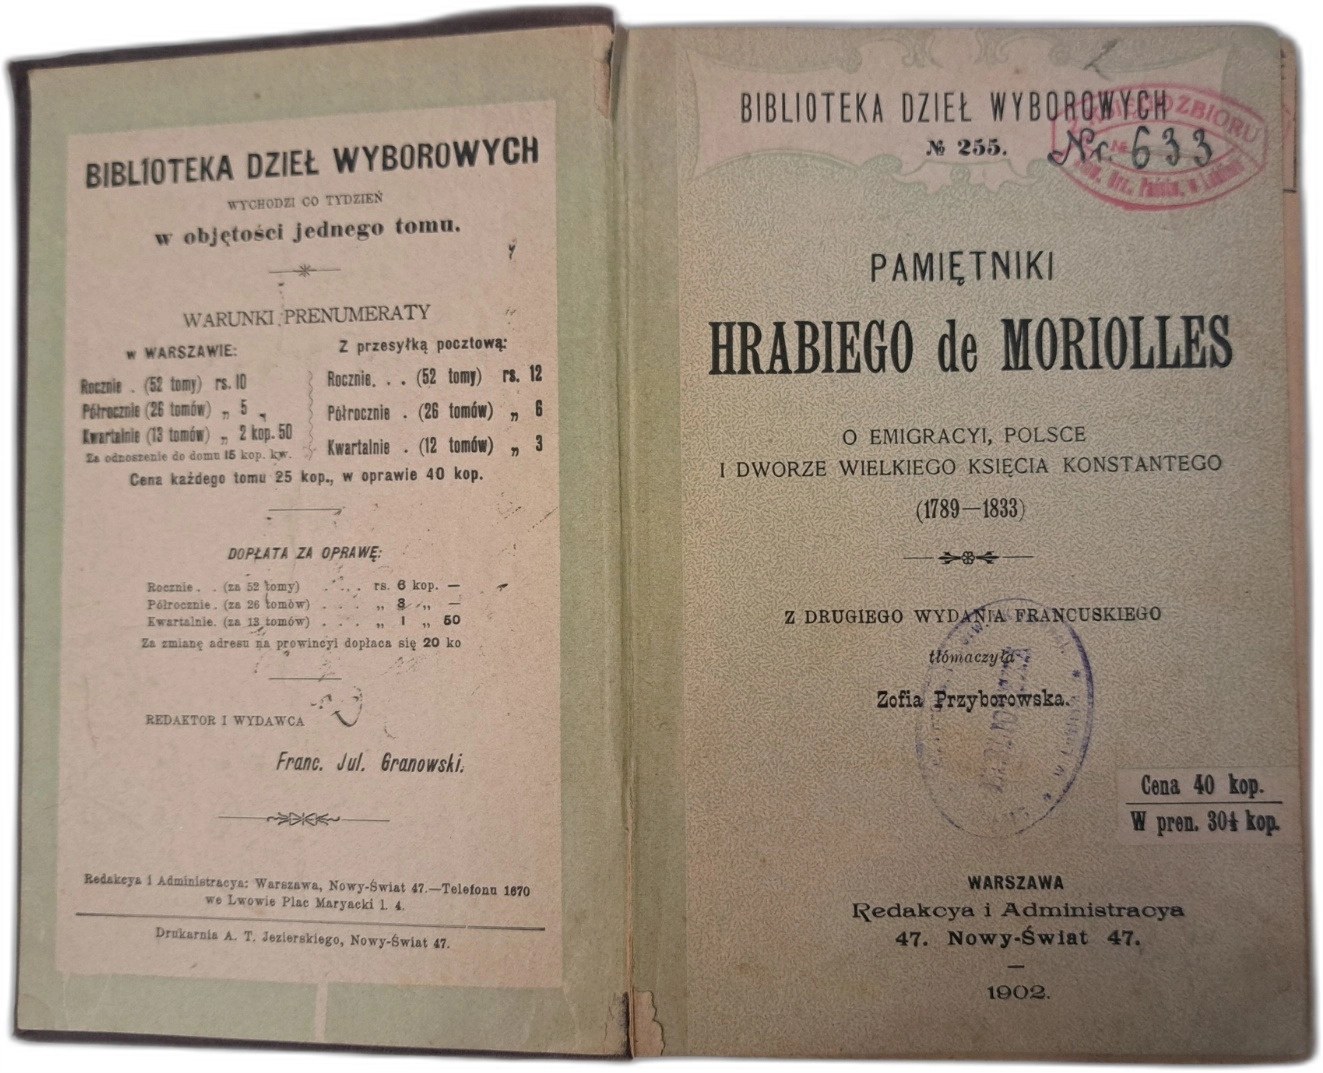 BIBLIOTEKA DZIEŁ WYBOROWYCH
WYCHODZI CO TYDZIEŃ
w objętości jednego tomu.
WARUNKI PRENUMERATY
w WARSZAWIE:
Rocznie . (52 tomy) rs. 10
Półrocznie (26 tomów) „ 5 „
Kwartalnie (13 tomów) „ 2 kop. 50
Za odnoszenie do domu 15 kop. kw.
Z przesyłką pocztową:
Rocznie. . . (52 tomy) rs. 12
Półrocznie . (26 tomów) „ 6
Kwartalnie . (12 tomów) „ 3
Cena każdego tomu 25 kop., w oprawie 40 kop.
DOPŁATA ZA OPRAWĘ:
Rocznie . . (za 52 tomy) . . . . rs. 6 kop. —
Półrocznie . (za 26 tomów) . . . . „ 3 „ —
Kwartalnie. (za 13 tomów) . . . . „ 1 „ 50
Za zmianę adresu na prowincyi dopłaca się 20 ko
REDAKTOR I WYDAWCA
Franc. Jul. Granowski.
Redakcya i Administracya: Warszawa, Nowy-Świat 47.—Telefonu 1670
we Lwowie Plac Maryacki l. 4.
Drukarnia A. T. Jezierskiego, Nowy-Świat 47.
BIBLIOTEKA DZIEŁ WYBOROWYCH
№ 255.
Nr. 633
PAMIĘTNIKI
HRABIEGO de MORIOLLES
O EMIGRACYI, POLSCE
I DWORZE WIELKIEGO KSIĘCIA KONSTANTEGO
(1789—1833)
Z DRUGIEGO WYDANIA FRANCUSKIEGO
tłómaczyła
Zofia Przyborowska.
Cena 40 kop.
W pren. 30½ kop.
WARSZAWA
Redakcya i Administracya
47. Nowy-Świat 47.
1902.